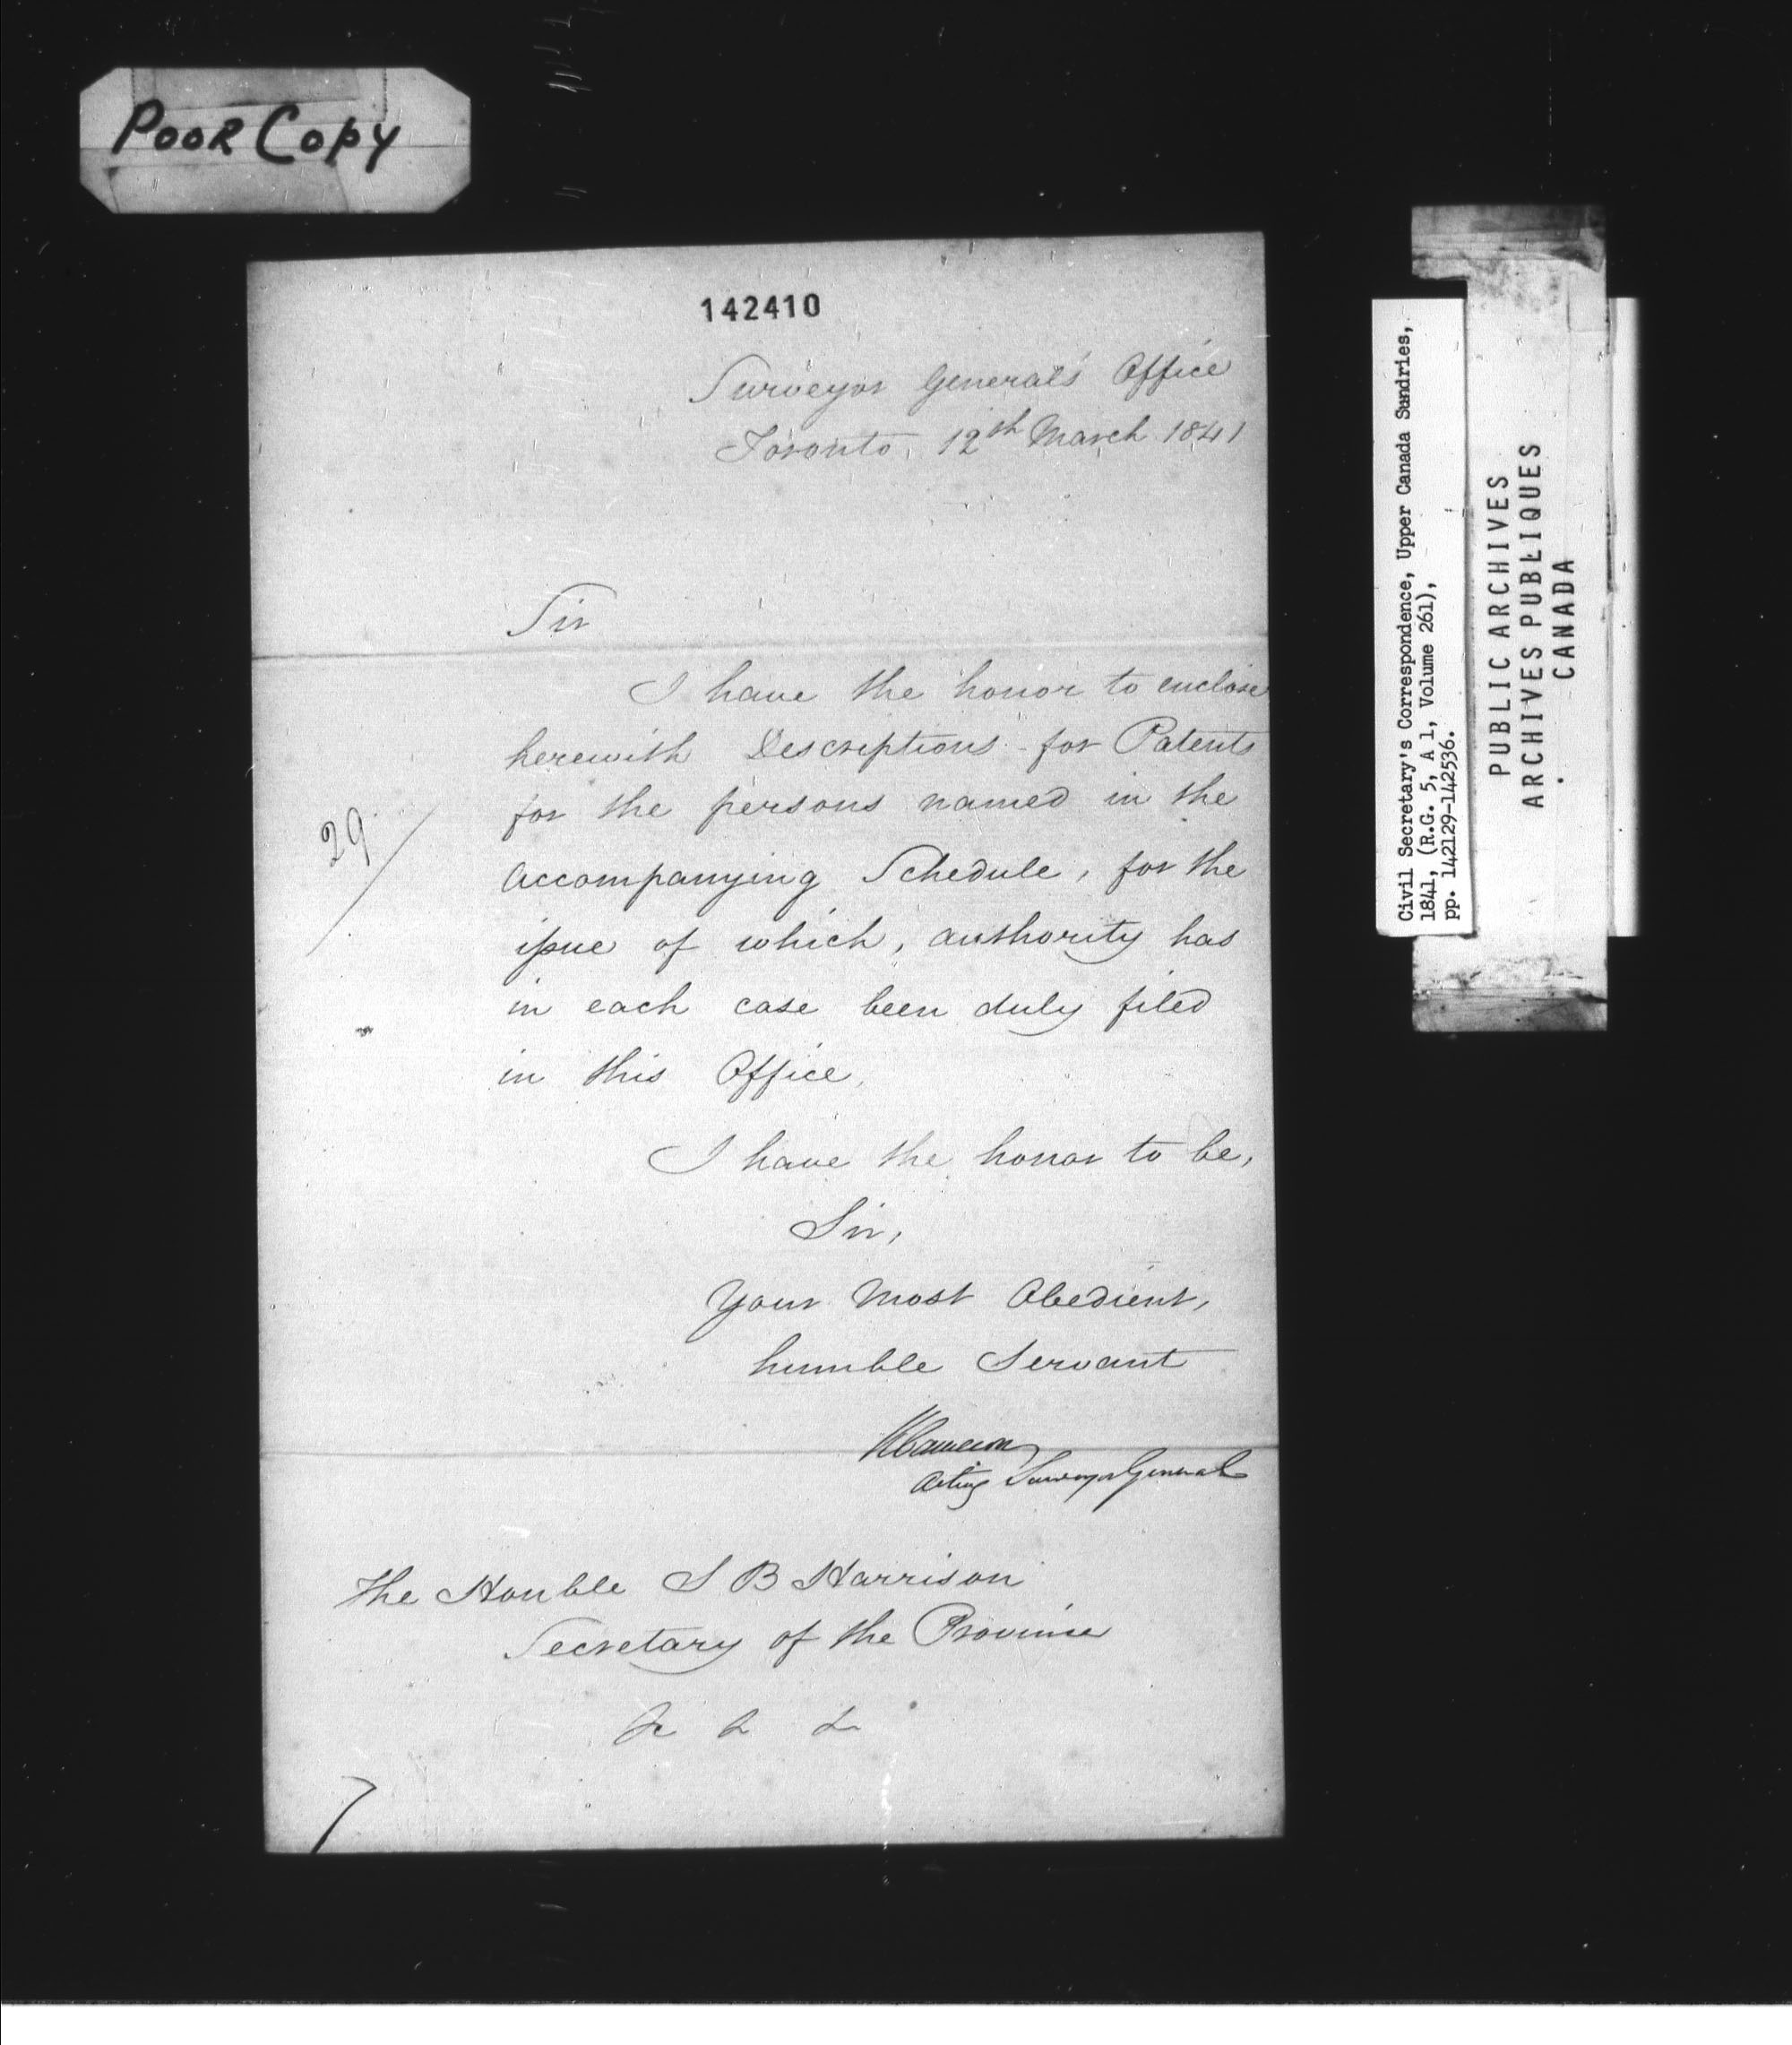 Poor Copy
142410
Surveyor General's Office
Toronto, 12th March 1841
Sir
I have the honor to enclose
herewith Descriptions for Patents
for the persons named in the
accompanying Schedule, for the
issue of which, authority has
in each case been duly filed
in this Office,
29
I have the honor to be,
Sir,
Your Most Obedient,
humble Servant
Cameron
Acting Surveyor General
The Honble S B Harrison
Secretary of the Province
&c & &
Civil Secretary's Correspondence, Upper Canada Sundries,
1841, (R.G. 5, A 1, Volume 261),
pp. 142129-142536.
PUBLIC ARCHIVES
ARCHIVES PUBLIQUES
CANADA